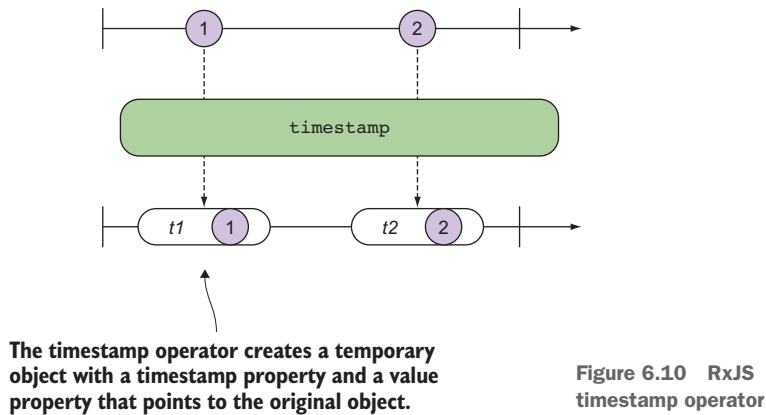 1
2
timestamp
t1
1
t2
2
The timestamp operator creates a temporary
object with a timestamp property and a value
property that points to the original object.
Figure 6.10 RxJS
timestamp operator